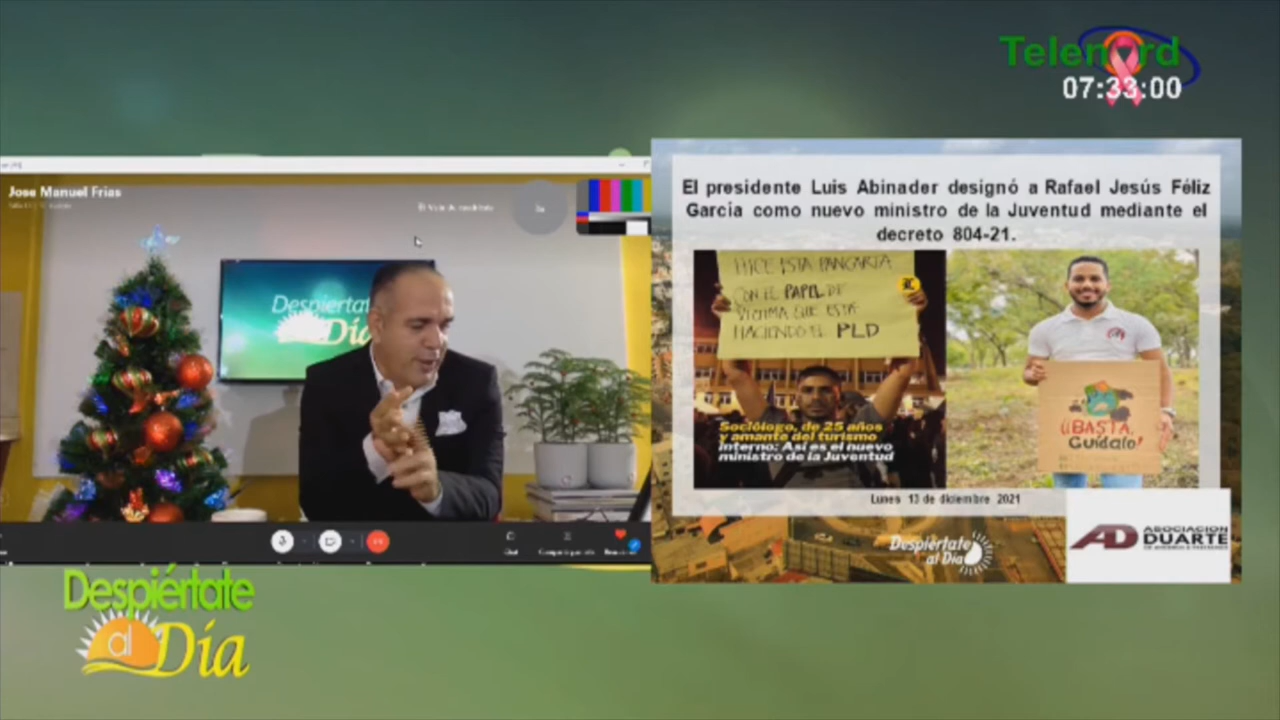 Telenord
07:33:00
Jose Manuel Frias
Despiértate
al Día
El presidente Luis Abinader designó a Rafael Jesús Féliz
García como nuevo ministro de la Juventud mediante el
decreto 804-21.
HICE ESTA PANCARTA
CON EL PAPEL DE
VICTIMA QUE ESTA
HACIENDO EL PLD
Sociólogo, de 25 años
y amante del turismo
interno: Así es el nuevo
ministro de la Juventud
¡¡BASTA,
Guídalo!
Lunes 13 de diciembre 2021
Despiértate
al Día
AD
ASOCIACION
DUARTE
Chat
Despiértate
al Día